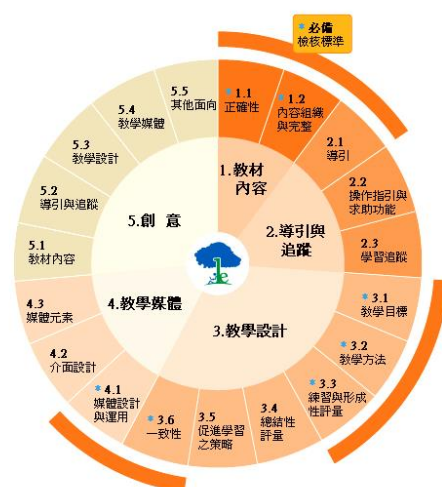 * 必備
檢核標準
* 1.1
正確性
* 1.2
內容組織
與完整
2.1
導引
2.2
操作指引與
求助功能
2.3
學習追蹤
* 3.1
教學目標
* 3.2
教學方法
* 3.3
練習與形成
性評量
3.4
總結性
評量
3.5
促進學習
之策略
* 3.6
一致性
* 4.1
媒體設計
與運用
4.2
介面設計
4.3
媒體元素
5.1
教材內容
5.2
導引與追蹤
5.3
教學設計
5.4
教學媒體
5.5
其他面向
1.教材
內容
2.導引與
追蹤
3.教學設計
4.教學媒體
5.創 意